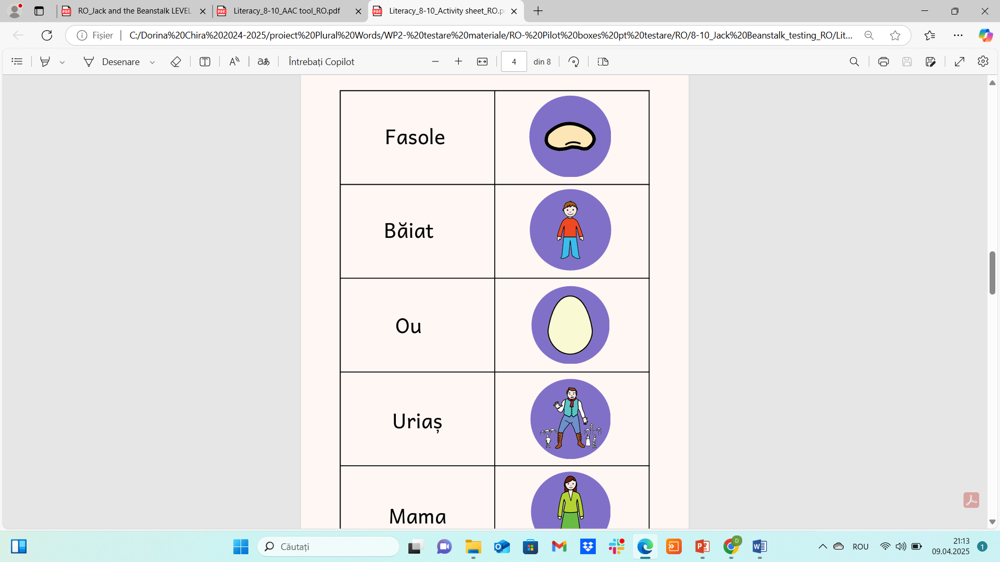 RO_Jack and the Beanstalk LEVEL
Literacy_8-10_AAC tool_RO.pdf
Literacy_8-10_Activity sheet_RO.p
Fișier
C:/Dorina%20Chira%202024-2025/proiect%20Plural%20Words/WP2-%20testare%20materiale/RO-%20Pilot%20boxes%20pt%20testare/RO/8-10_Jack%20Beanstalk_testing_RO/Lit...
Desenare
Întrebați Copilot
4
din 8
Fasole
Băiat
Ou
Uriaș
Mama
Căutați
ROU
21:13
09.04.2025
1